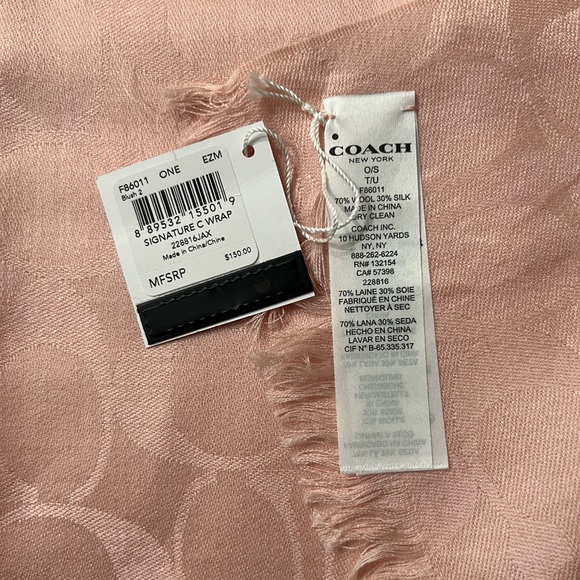 F86011 ONE EZM
Blush 2
8 89532 15501 9
SIGNATURE C WRAP
228816JAX
Made in China/Chine
MFSRP $150.00
COACH
NEW YORK
O/S
T/U
F86011
70% WOOL 30% SILK
MADE IN CHINA
DRY CLEAN
COACH INC.
10 HUDSON YARDS
NY, NY
888-262-6224
RN# 132154
CA# 57398
228816
70% LAINE 30% SOIE
FABRIQUÉ EN CHINE
NETTOYER À SEC
70% LANA 30% SEDA
HECHO EN CHINA
LAVAR EN SECO
CIF N° B-65.335.317